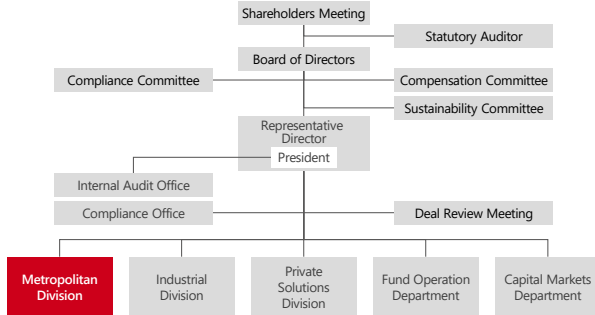 Shareholders Meeting
Statutory Auditor
Board of Directors
Compliance Committee
Compensation Committee
Sustainability Committee
Representative
Director
President
Internal Audit Office
Compliance Office
Deal Review Meeting
Metropolitan
Division
Industrial
Division
Private
Solutions
Division
Fund Operation
Department
Capital Markets
Department